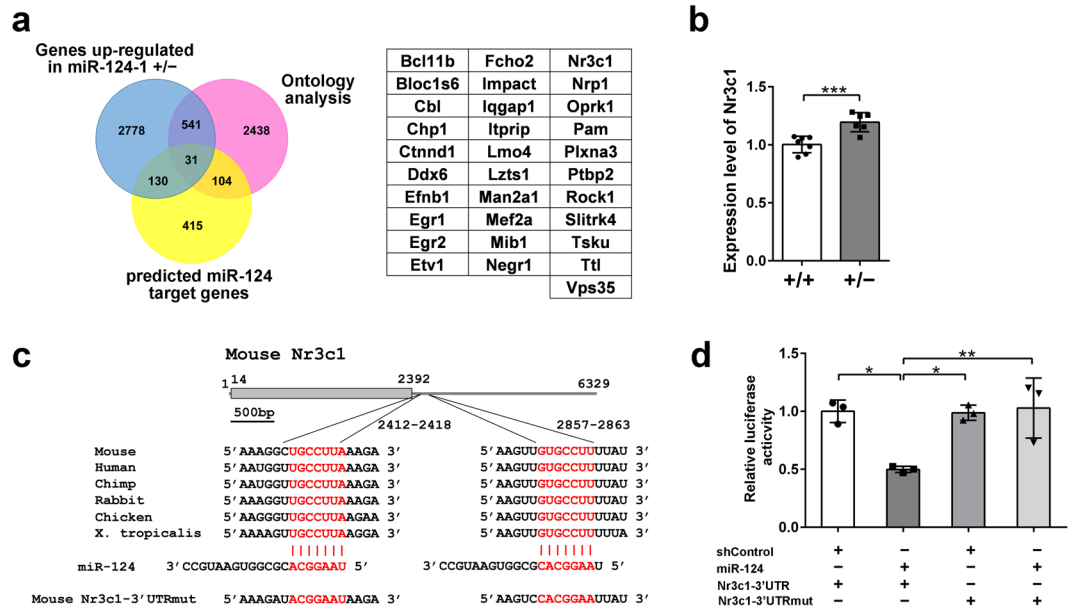 a
Genes up-regulated
in miR-124-1 +/−
Ontology
analysis
2778
541
2438
31
130
104
415
predicted miR-124
target genes
Bcl11b Fcho2 Nr3c1
Bloc1s6 Impact Nrp1
Cbl Iqgap1 Oprk1
Chp1 Itprip Pam
Ctnnd1 Lmo4 Plxna3
Ddx6 Lzts1 Ptbp2
Efnb1 Man2a1 Rock1
Egr1 Mef2a Slitrk4
Egr2 Mib1 Tsku
Etv1 Negr1 Ttl
Vps35
b
Expression level of Nr3c1
1.5
1.0
0.5
0.0
***
+/+ +/−
c
Mouse Nr3c1
1 14 2392 6329
500bp
2412-2418 2857-2863
Mouse 5’AAAGGCUGCCUUAAAGA 3’ 5’AAGUUGUGCCUUUUAU 3’
Human 5’AAUGGUUGCCUUAAAGA 3’ 5’AAGUUGUGCCUUUUAU 3’
Chimp 5’AAUGGUUGCCUUAAAGA 3’ 5’AAGUUGUGCCUUUUAU 3’
Rabbit 5’AAAGGUUGCCUUAAAGA 3’ 5’AAGUUGUGCCUUUUAU 3’
Chicken 5’AAGGGUUGCCUUAAGAA 3’ 5’AAGUUGUGCCUUUUAU 3’
X. tropicalis 5’AAAAGUUGCCUUAAGGA 3’ 5’AAGUUGUGCCUUUUUA 3’
miR-124 3’CCGUAAGUGGCGCACGGAAU 5’ 3’CCGUAAGUGGCGCACGGAAU 5’
Mouse Nr3c1-3’UTRmut 5’AAAGAUACGGAAUAAGA 3’ 5’AAGUCCACGGAAUUAU 3’
d
Relative luciferase
acticvity
1.5
1.0
0.5
0.0
* * **
shControl + − + −
miR-124 − + − +
Nr3c1-3’UTR + + − −
Nr3c1-3’UTRmut − − + +